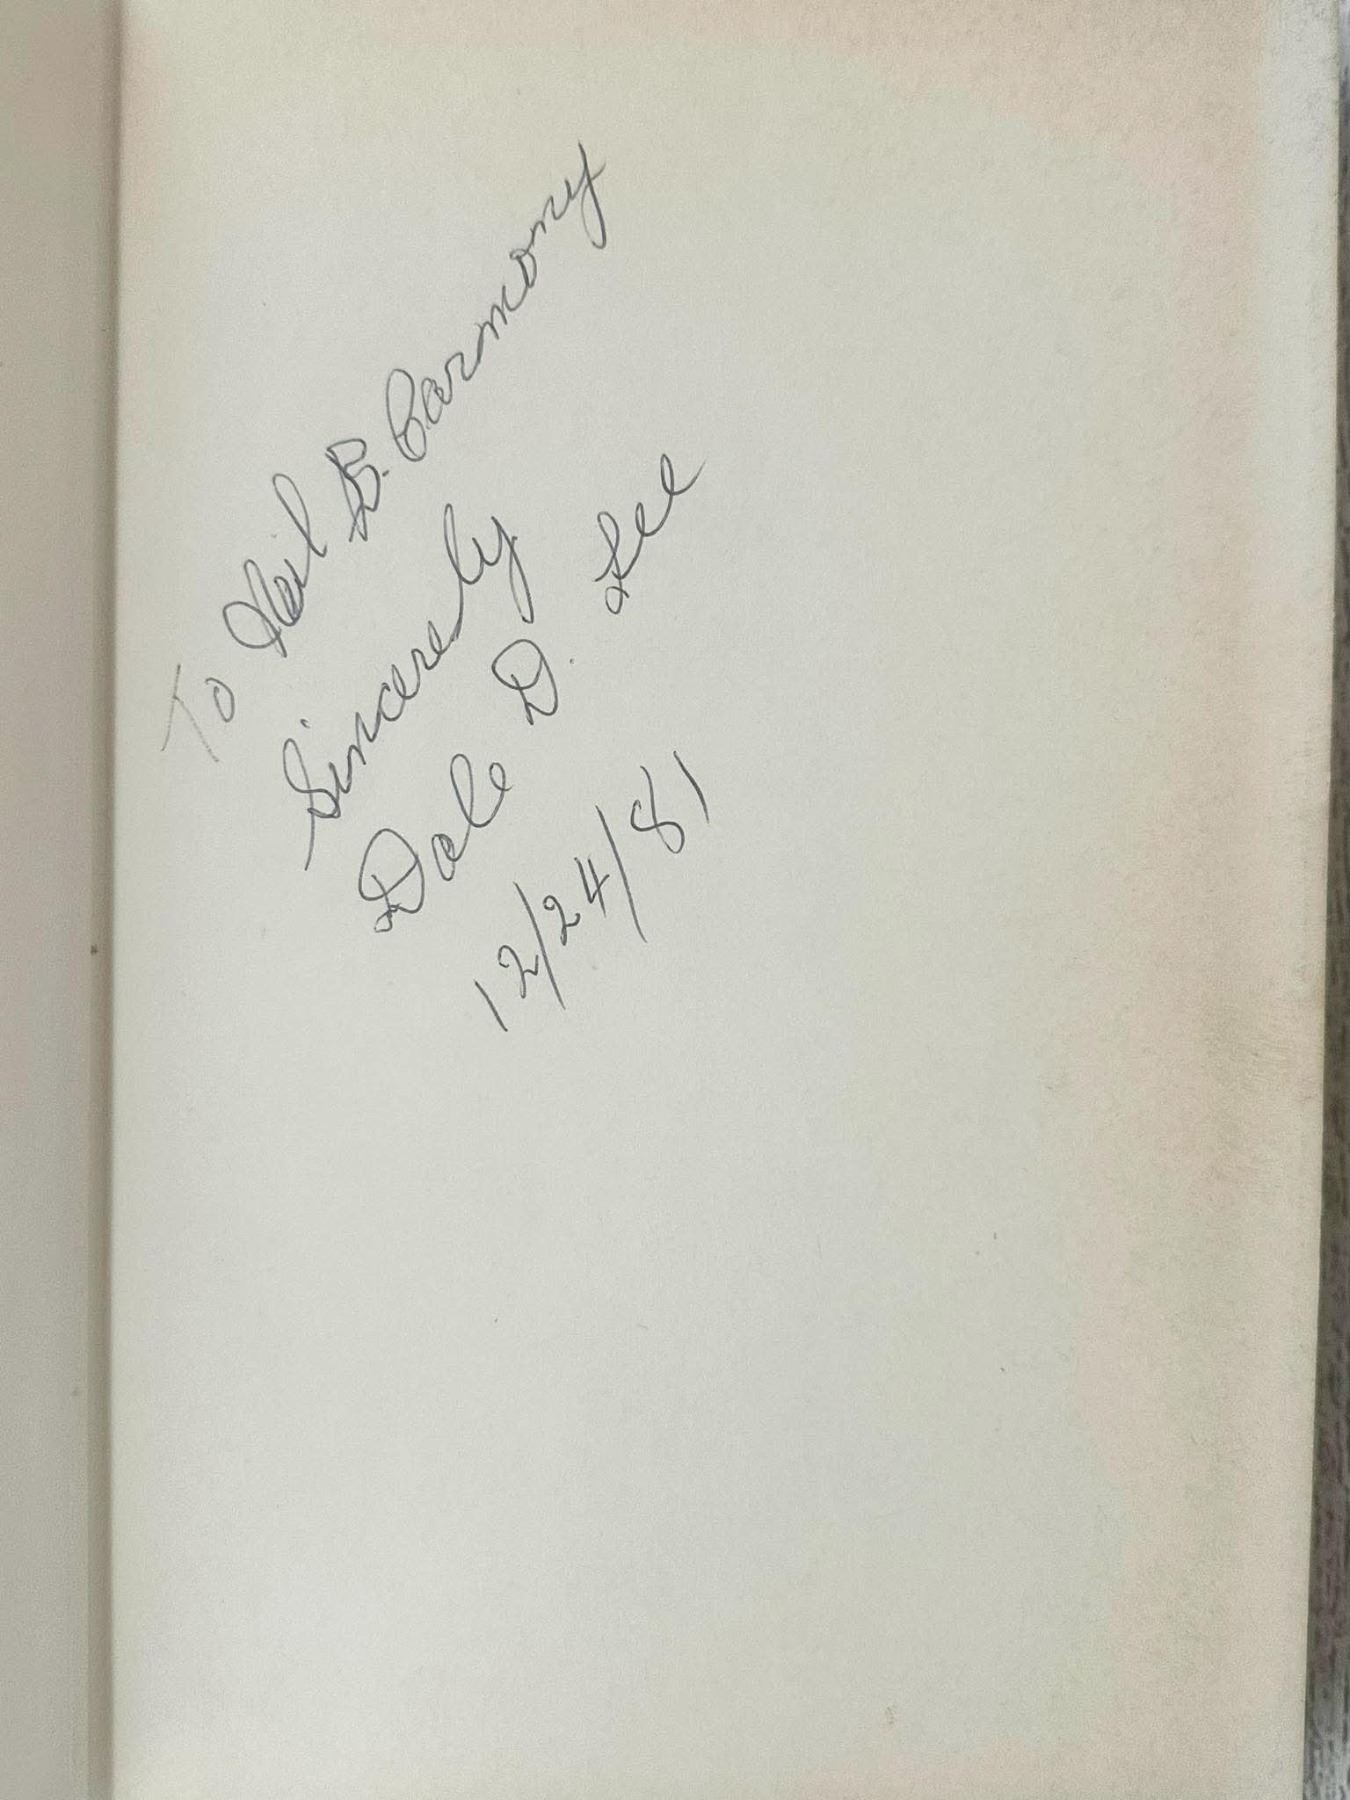 To Neil B. Carmony
Sincerely
Dale D. Lee
12/24/81